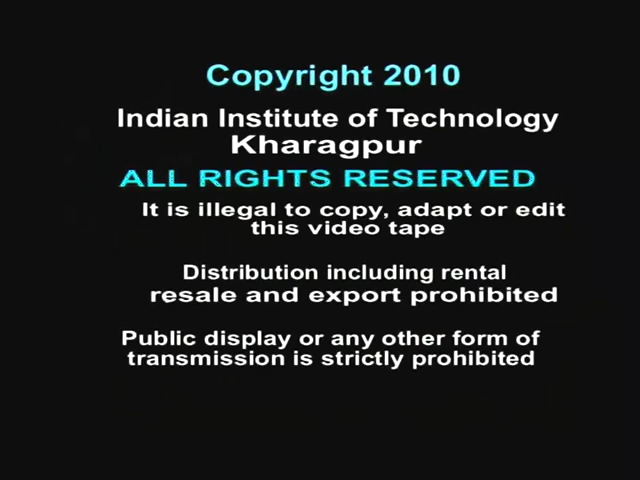 Copyright 2010
Indian Institute of Technology
Kharagpur
ALL RIGHTS RESERVED
It is illegal to copy, adapt or edit
this video tape
Distribution including rental
resale and export prohibited
Public display or any other form of
transmission is strictly prohibited